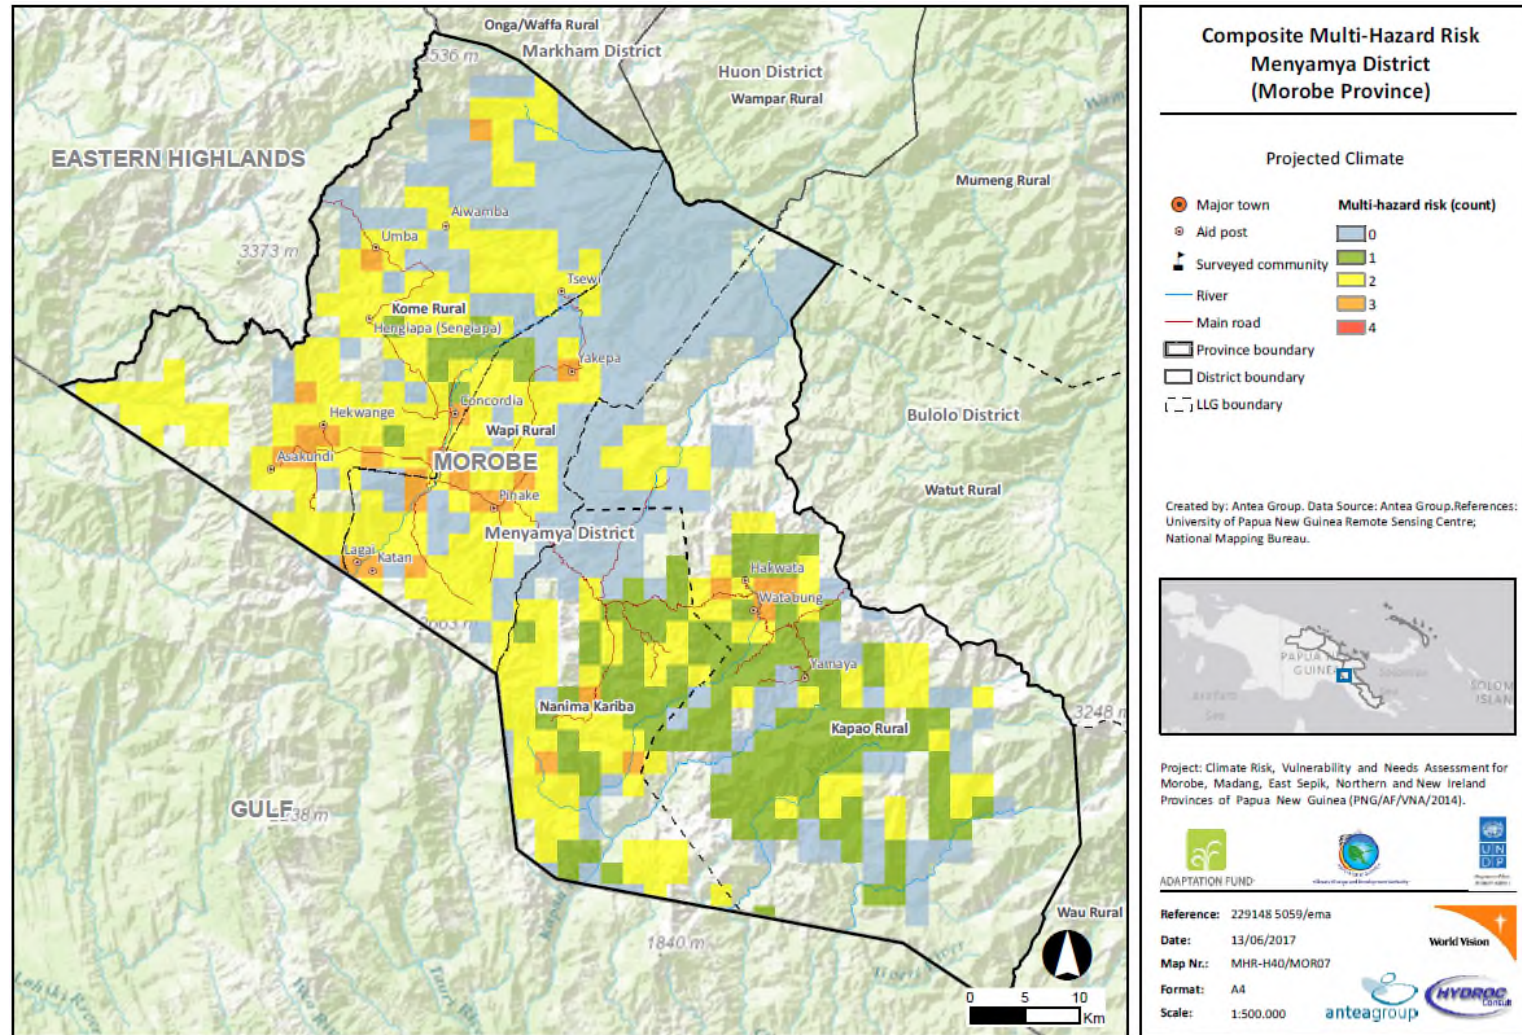 Onga/Waffa Rural
Markham District
3536 m
Huon District
Wampar Rural
EASTERN HIGHLANDS
Mumeng Rural
Aiwamba
Umba
3373 m
Tsewi
Kome Rural
Hengiapa (Sengiapa)
Yakepa
Concordia
Hekwange
Wapi Rural
Bulolo District
Asakundi
MOROBE
Watut Rural
Pinake
Menyamya District
Lagai
Katan
Hakwata
Watabung
Yamaya
Nanima Kariba
3248 m
Kapao Rural
GULF
Wau Rural
1840 m
0 5 10
Km
Composite Multi-Hazard Risk
Menyamya District
(Morobe Province)
Projected Climate
Major town
Aid post
Surveyed community
River
Main road
Province boundary
District boundary
LLG boundary
Multi-hazard risk (count)
0
1
2
3
4
Created by: Antea Group. Data Source: Antea Group.References:
University of Papua New Guinea Remote Sensing Centre;
National Mapping Bureau.
PAPUA NEW
GUINEA
Project: Climate Risk, Vulnerability and Needs Assessment for
Morobe, Madang, East Sepik, Northern and New Ireland
Provinces of Papua New Guinea (PNG/AF/VNA/2014).
ADAPTATION FUND
UN
DP
Reference: 229148 5059/ema
Date: 13/06/2017
Map Nr.: MHR-H40/MOR07
Format: A4
Scale: 1:500.000
World Vision
anteagroup
HYDROC
Consult